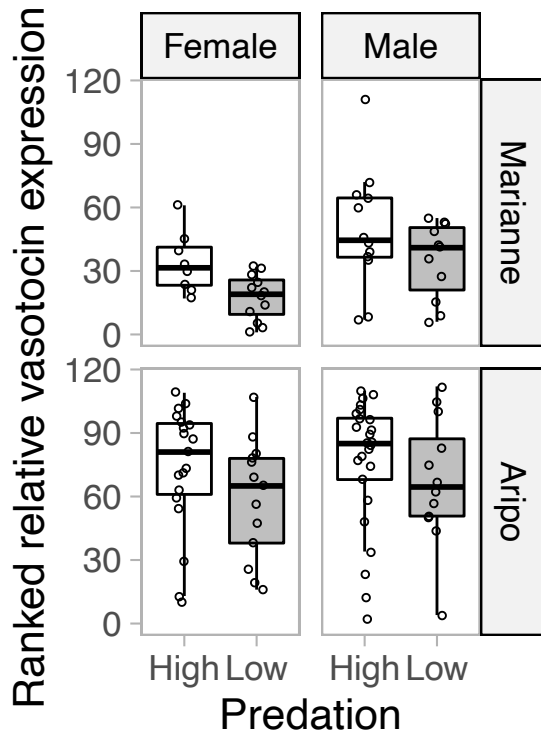 Ranked relative vasotocin expression
Female
Male
120
90
60
30
0
Marianne
120
90
60
30
0
Aripo
High Low
High Low
Predation